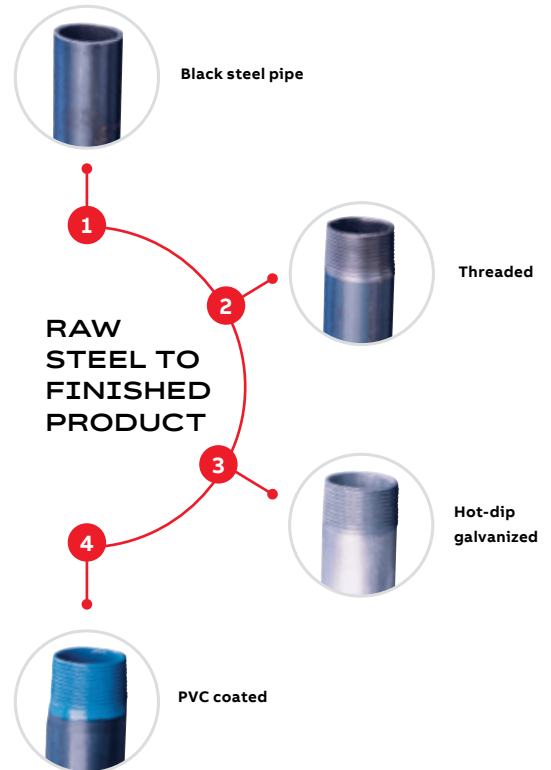 Black steel pipe
1
Threaded
2
RAW
STEEL TO
FINISHED
PRODUCT
3
Hot-dip
galvanized
4
PVC coated